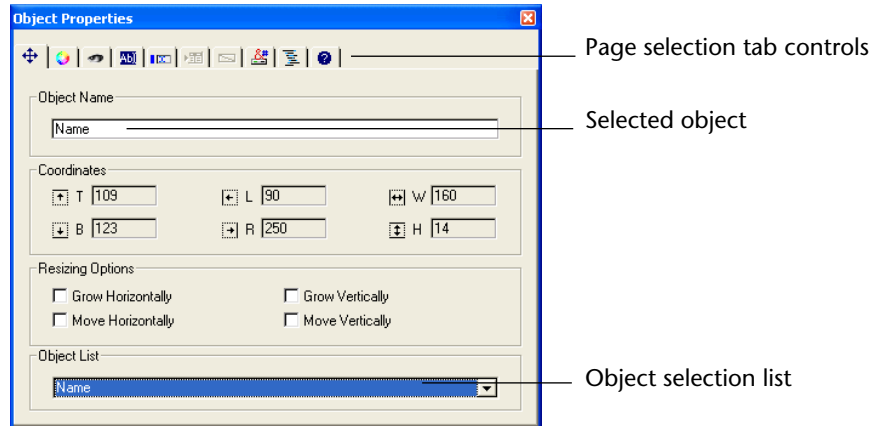 Object Properties
Page selection tab controls
Ab
Object Name
Name
Selected object
Coordinates
T 109 L 90 W 160
B 123 R 250 H 14
Resizing Options
Grow Horizontally Grow Vertically
Move Horizontally Move Vertically
Object List
Name
Object selection list